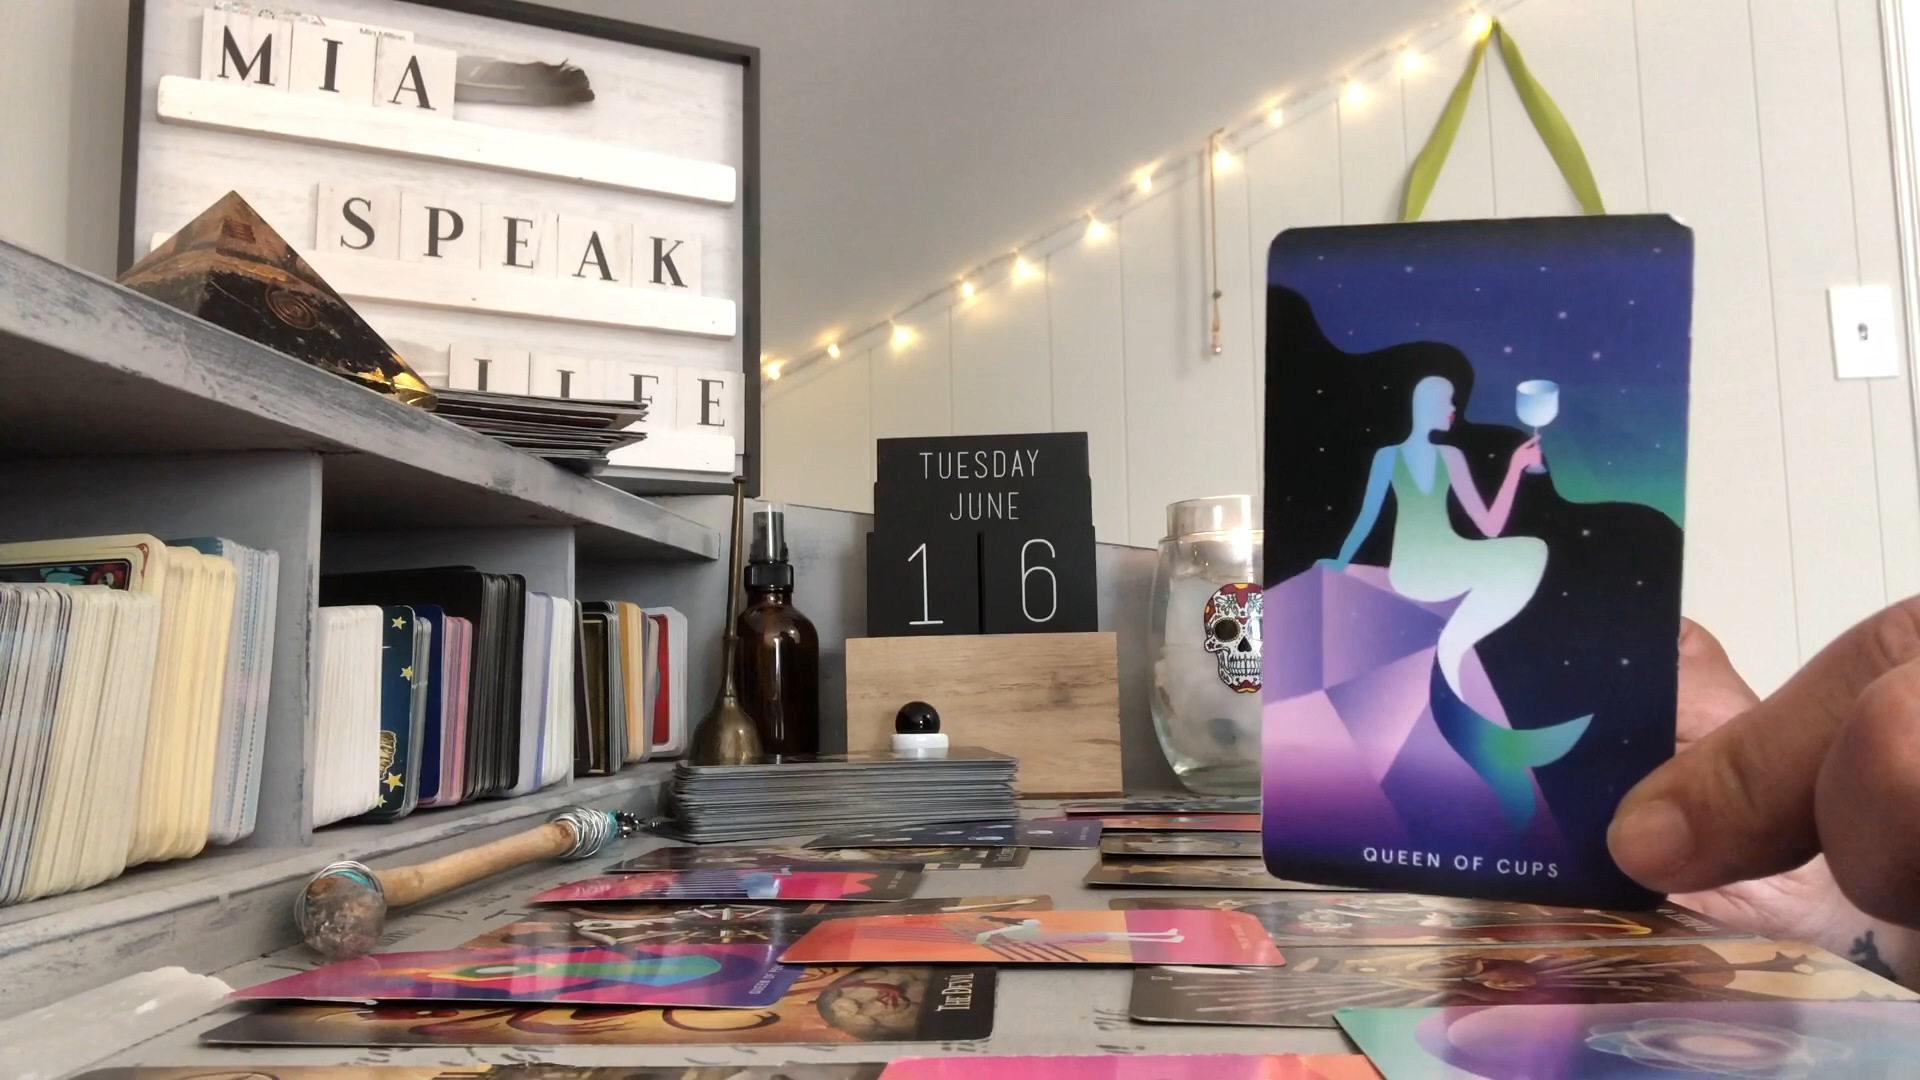 MIA
SPEAK
LIFE
TUESDAY
JUNE
16
QUEEN OF CUPS
THE DEVIL